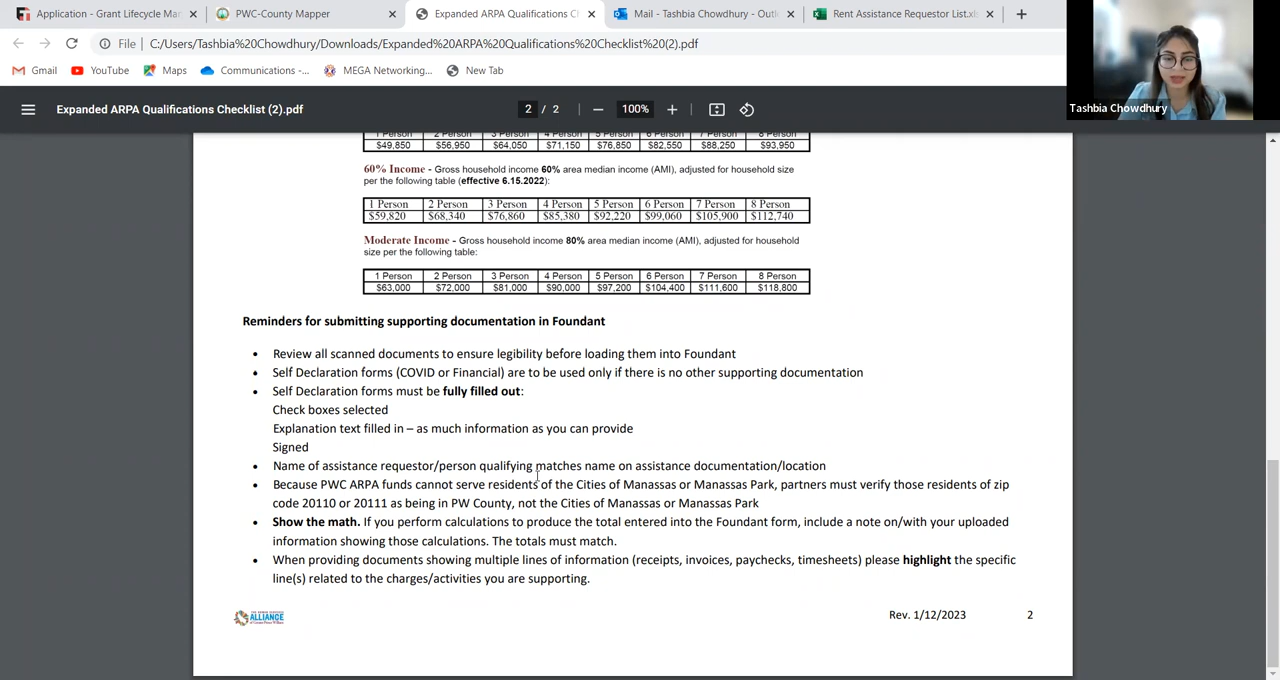 Application - Grant Lifecycle Mar
PWC-County Mapper
Expanded ARPA Qualifications Ch
Mail - Tashbia Chowdhury - Outl
Rent Assistance Requestor List.xls
File
C:/Users/Tashbia%20Chowdhury/Downloads/Expanded%20ARPA%20Qualifications%20Checklist%20(2).pdf
Gmail
YouTube
Maps
Communications -...
MEGA Networking...
New Tab
Tashbia Chowdhury
Expanded ARPA Qualifications Checklist (2).pdf
2 / 2
100%
1 Person 2 Person 3 Person 4 Person 5 Person 6 Person 7 Person 8 Person
$49,850 $56,950 $64,050 $71,150 $76,850 $82,550 $88,250 $93,950
60% Income - Gross household income 60% area median income (AMI), adjusted for household size
per the following table (effective 6.15.2022):
1 Person 2 Person 3 Person 4 Person 5 Person 6 Person 7 Person 8 Person
$59,820 $68,340 $76,860 $85,380 $92,220 $99,060 $105,900 $112,740
Moderate Income - Gross household income 80% area median income (AMI), adjusted for household
size per the following table:
1 Person 2 Person 3 Person 4 Person 5 Person 6 Person 7 Person 8 Person
$63,000 $72,000 $81,000 $90,000 $97,200 $104,400 $111,600 $118,800
Reminders for submitting supporting documentation in Foundant
• Review all scanned documents to ensure legibility before loading them into Foundant
• Self Declaration forms (COVID or Financial) are to be used only if there is no other supporting documentation
• Self Declaration forms must be fully filled out:
Check boxes selected
Explanation text filled in – as much information as you can provide
Signed
• Name of assistance requestor/person qualifying matches name on assistance documentation/location
• Because PWC ARPA funds cannot serve residents of the Cities of Manassas or Manassas Park, partners must verify those residents of zip
code 20110 or 20111 as being in PW County, not the Cities of Manassas or Manassas Park
• Show the math. If you perform calculations to produce the total entered into the Foundant form, include a note on/with your uploaded
information showing those calculations. The totals must match.
• When providing documents showing multiple lines of information (receipts, invoices, paychecks, timesheets) please highlight the specific
line(s) related to the charges/activities you are supporting.
ALLIANCE
Rev. 1/12/2023
2